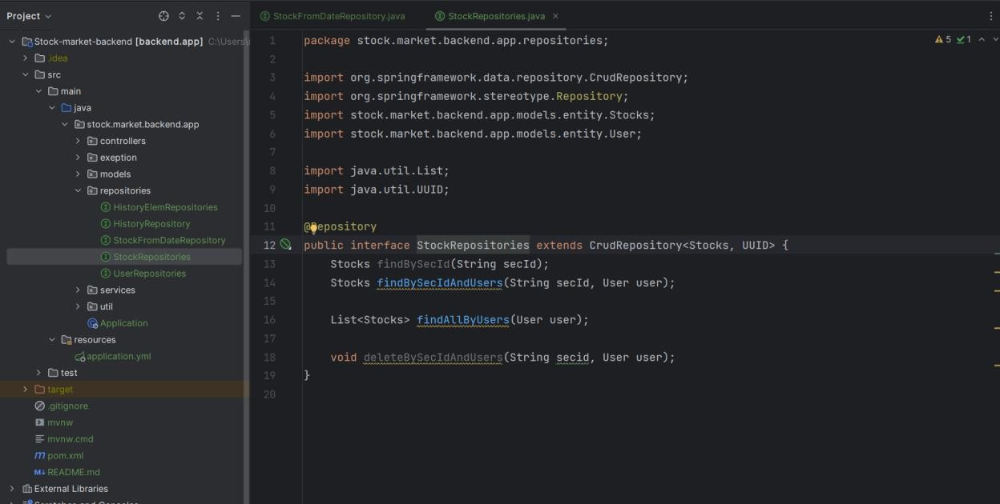 Project
Stock-market-backend [backend.app] C:\Users\
.idea
src
main
java
stock.market.backend.app
controllers
exeption
models
repositories
HistoryElemRepositories
HistoryRepository
StockFromDateRepository
StockRepositories
UserRepositories
services
util
Application
resources
application.yml
test
target
.gitignore
mvnw
mvnw.cmd
pom.xml
M↓ README.md
External Libraries
Scratches and Consoles
StockFromDateRepository.java StockRepositories.java ×
5 1
1 package stock.market.backend.app.repositories;
2
3 import org.springframework.data.repository.CrudRepository;
4 import org.springframework.stereotype.Repository;
5 import stock.market.backend.app.models.entity.Stocks;
6 import stock.market.backend.app.models.entity.User;
7
8 import java.util.List;
9 import java.util.UUID;
10
11 @Repository
12 public interface StockRepositories extends CrudRepository<Stocks, UUID> {
13 Stocks findBySecId(String secId);
14 Stocks findBySecIdAndUsers(String secId, User user);
15
16 List<Stocks> findAllByUsers(User user);
17
18 void deleteBySecIdAndUsers(String secid, User user);
19 }
20